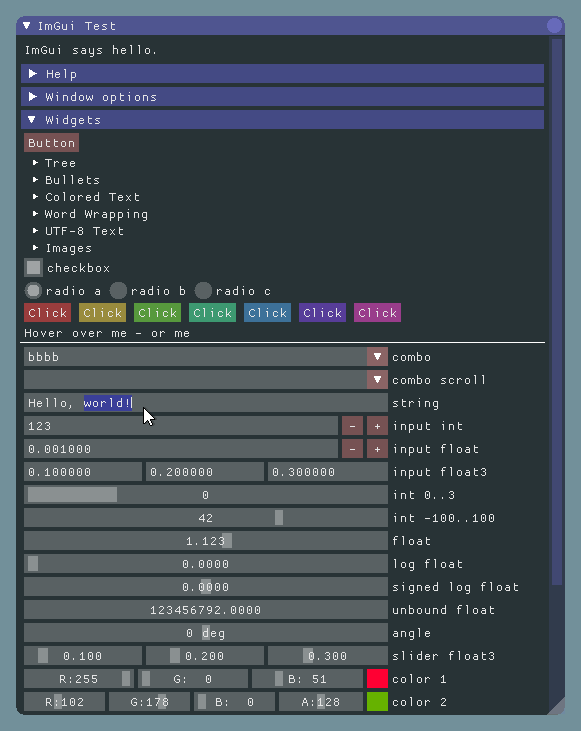 ImGui Test
ImGui says hello.
Help
Window options
Widgets
Button
Tree
Bullets
Colored Text
Word Wrapping
UTF-8 Text
Images
checkbox
radio a radio b radio c
Click Click Click Click Click Click Click
Hover over me - or me
bbbb combo
combo scroll
Hello, world! string
123 - + input int
0.001000 - + input float
0.100000 0.200000 0.300000 input float3
0 int 0..3
42 int -100..100
1.123 float
0.0000 log float
0.0000 signed log float
123456792.0000 unbound float
0 deg angle
0.100 0.200 0.300 slider float3
R:255 G: 0 B: 51 color 1
R:102 G:178 B: 0 A:128 color 2